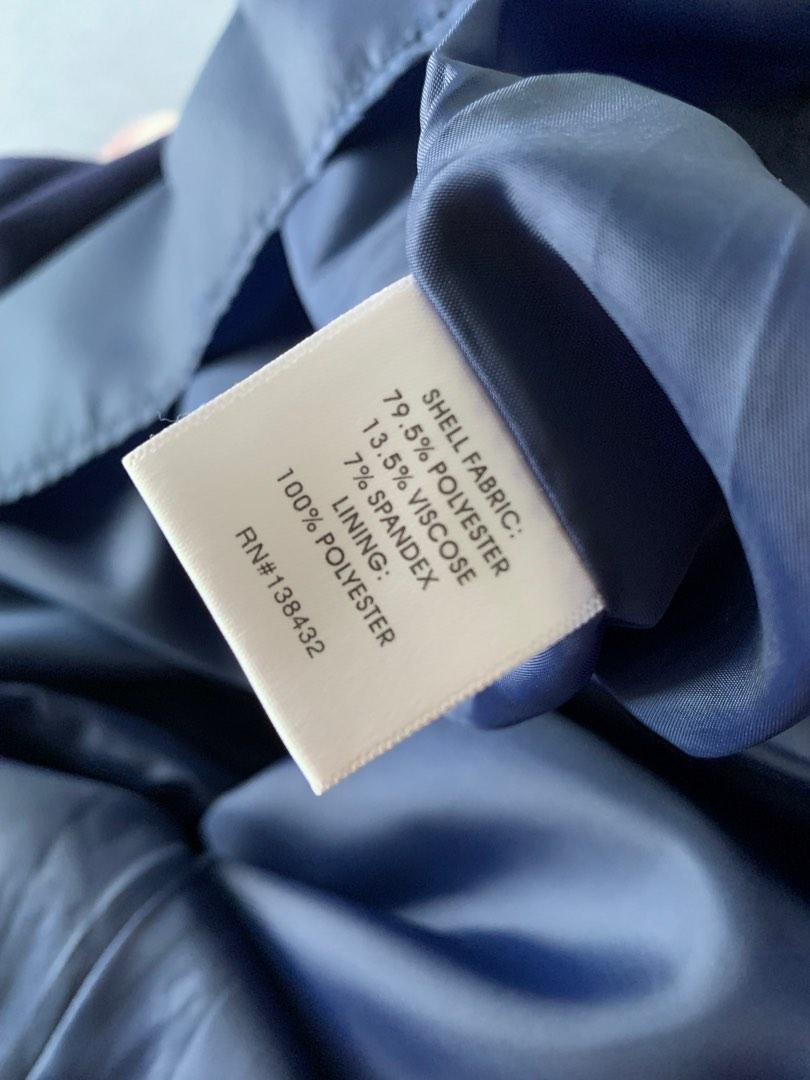 SHELL FABRIC:
79.5% POLYESTER
13.5% VISCOSE
7% SPANDEX
LINING:
100% POLYESTER
RN#138432